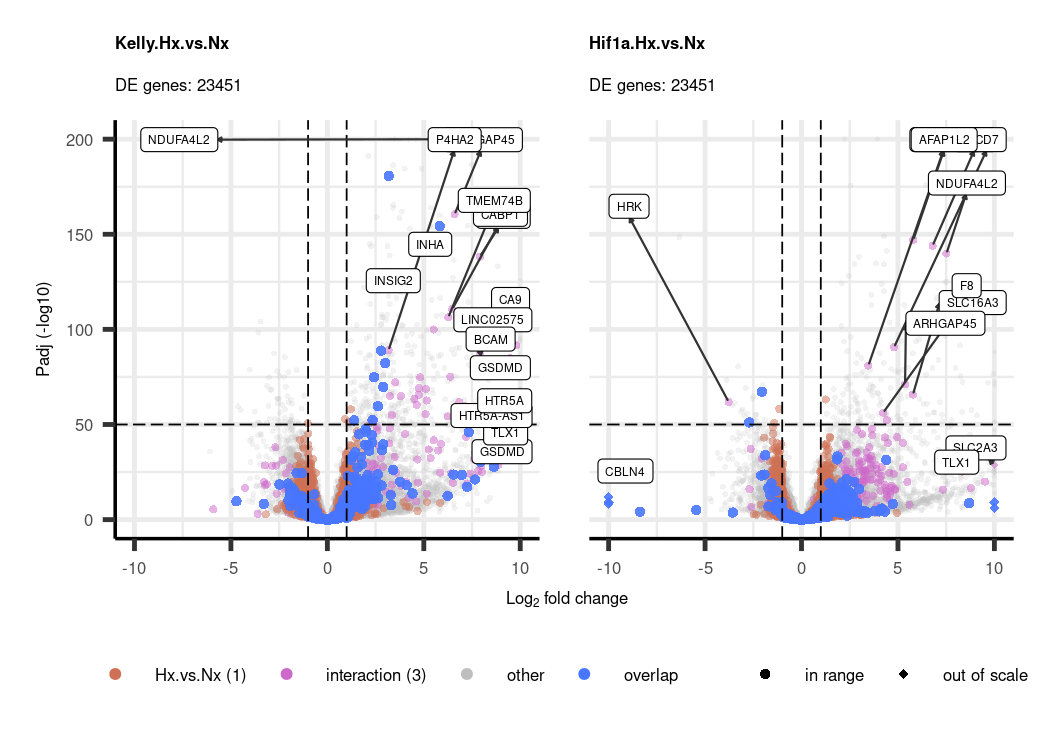 Kelly.Hx.vs.Nx
DE genes: 23451
Hif1a.Hx.vs.Nx
DE genes: 23451
Padj (-log10)
200
150
100
50
0
NDUFA4L2
P4HA2
GAP45
TMEM74B
CABP1
INHA
INSIG2
CA9
LINC02575
BCAM
GSDMD
HTR5A
HTR5A-AS1
TLX1
GSDMD
-10
-5
0
5
10
AFAP1L2
CD7
NDUFA4L2
HRK
F8
SLC16A3
ARHGAP45
SLC2A3
TLX1
CBLN4
-10
-5
0
5
10
Log2 fold change
Hx.vs.Nx (1)
interaction (3)
other
overlap
in range
out of scale